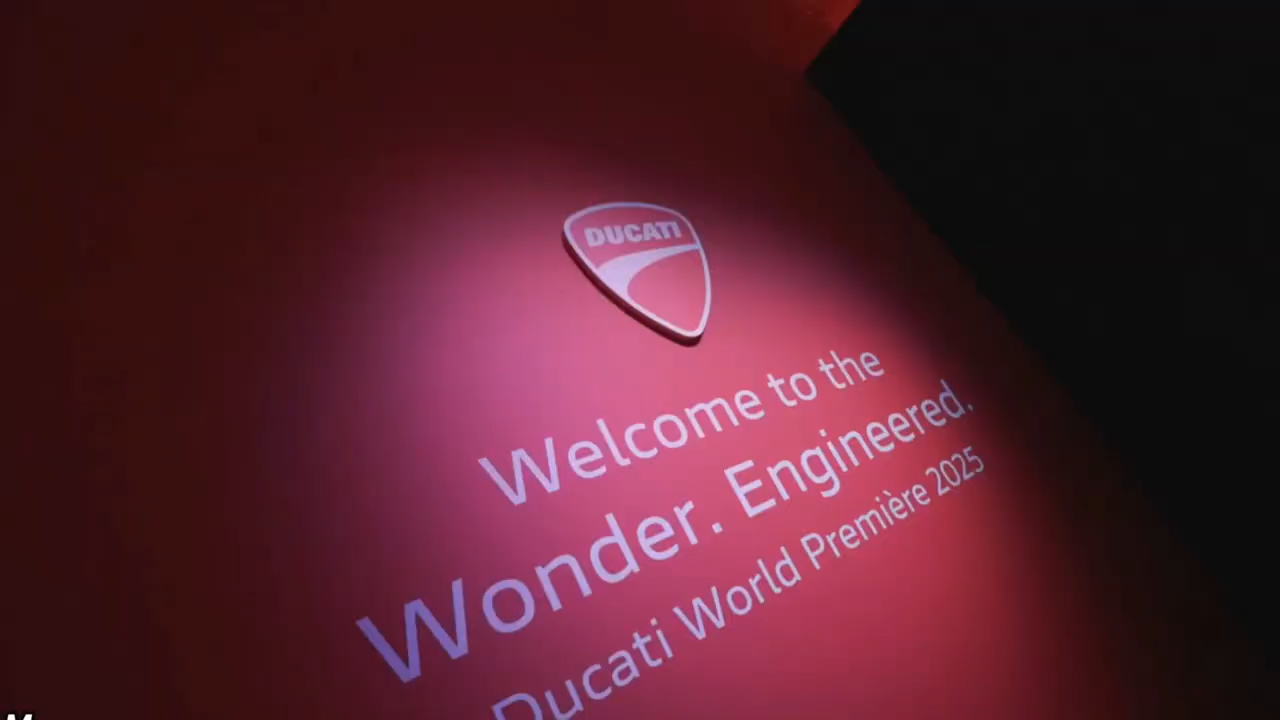 DUCATI
Welcome to the
Wonder. Engineered.
Ducati World Première 2025